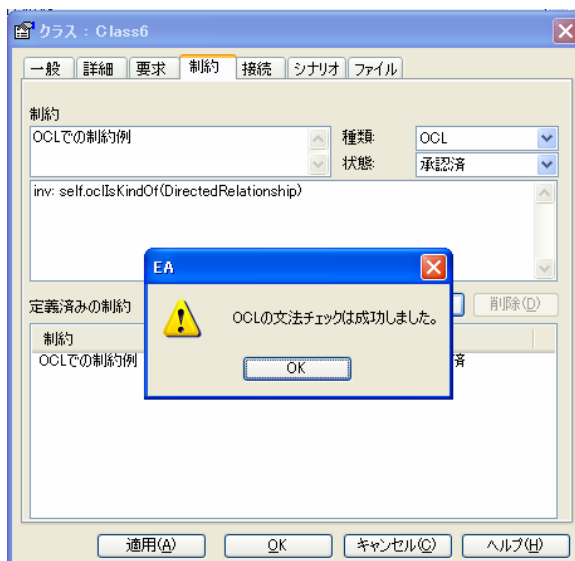 クラス : Class6
一般 詳細 要求 制約 接続 シナリオ ファイル
制約
OCLでの制約例 種類: OCL
状態: 承認済
inv: self.oclIsKindOf(DirectedRelationship)
EA
OCLの文法チェックは成功しました。
OK
定義済みの制約 削除(D)
制約
OCLでの制約例 済
適用(A) OK キャンセル(C) ヘルプ(H)